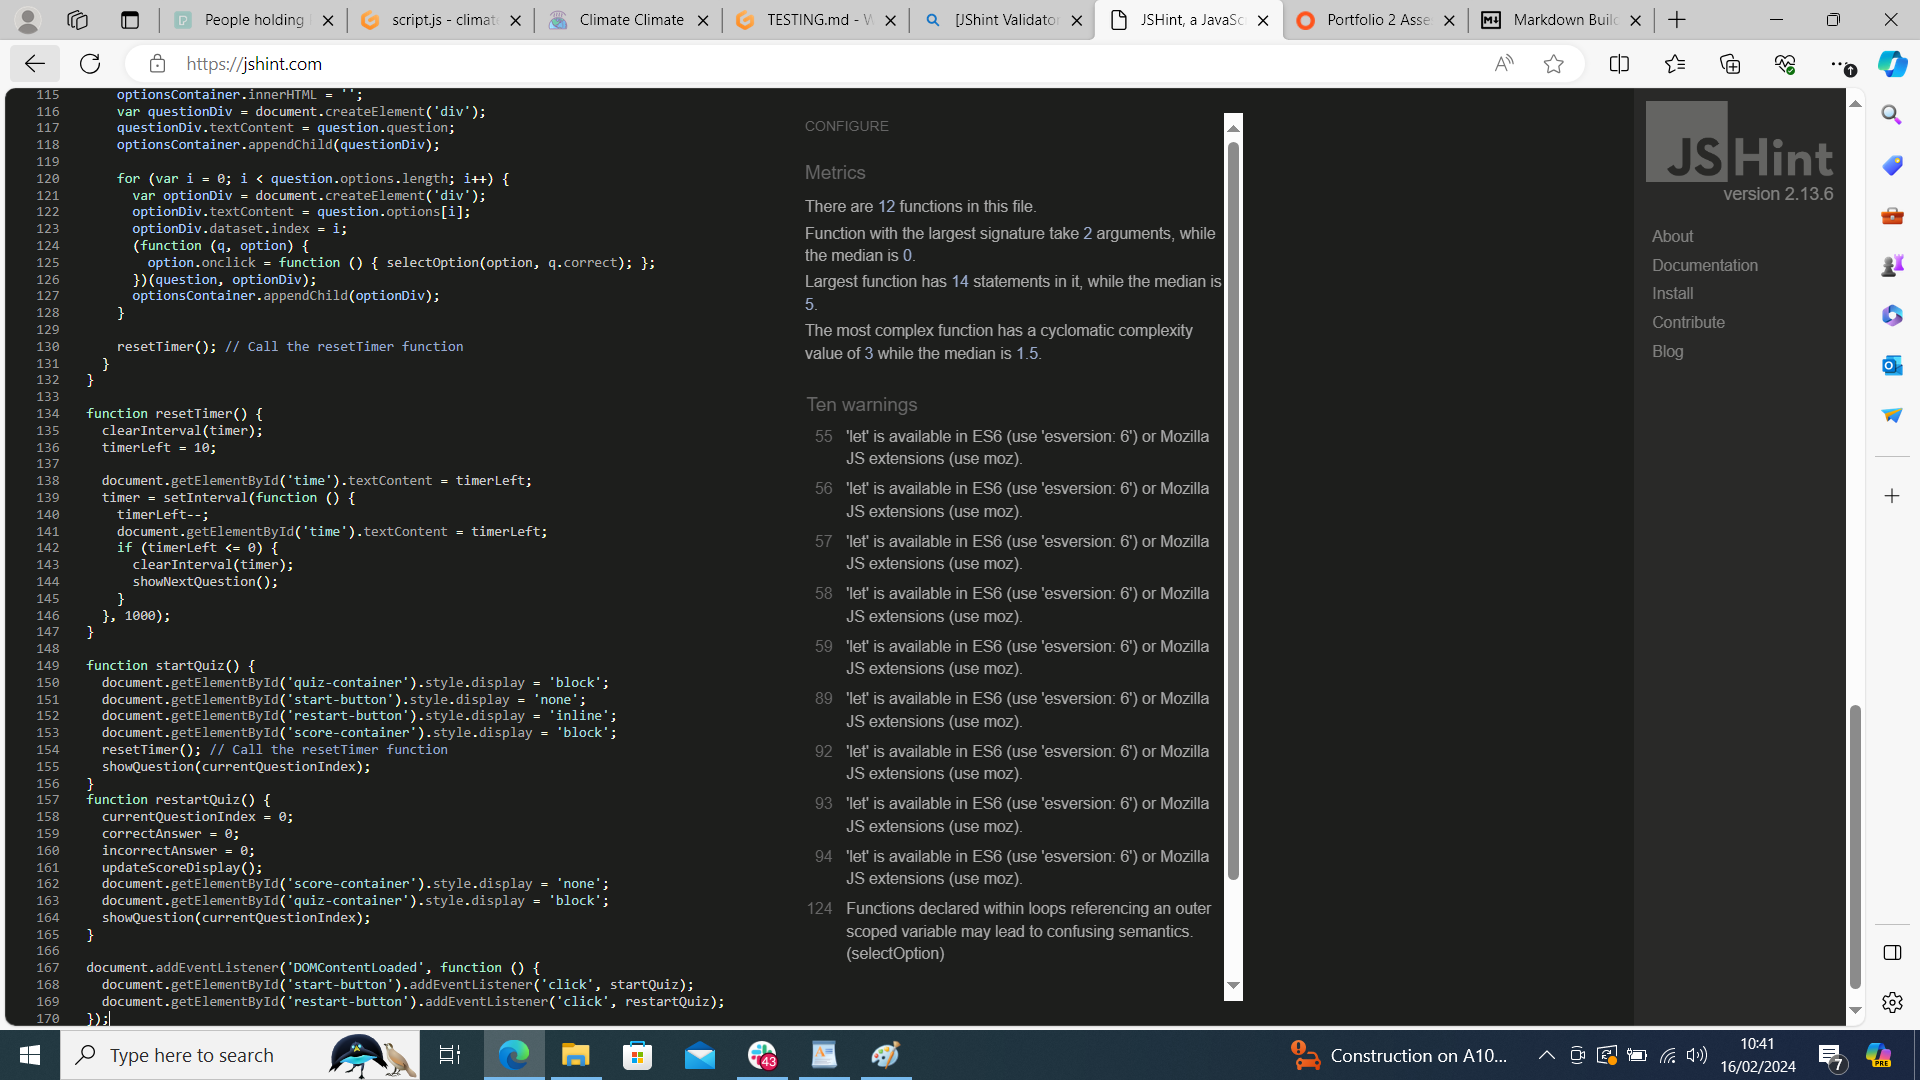 People holding
script.js - climat
Climate Climate
TESTING.md - W
[JShint Validator
JSHint, a JavaSc
Portfolio 2 Asse
Markdown Buil
https://jshint.com
115 optionsContainer.innerHTML = '';
116 var questionDiv = document.createElement('div');
117 questionDiv.textContent = question.question;
118 optionsContainer.appendChild(questionDiv);
119
120 for (var i = 0; i < question.options.length; i++) {
121 var optionDiv = document.createElement('div');
122 optionDiv.textContent = question.options[i];
123 optionDiv.dataset.index = i;
124 (function (q, option) {
125 option.onclick = function () { selectOption(option, q.correct); };
126 })(question, optionDiv);
127 optionsContainer.appendChild(optionDiv);
128 }
129
130 resetTimer(); // Call the resetTimer function
131 }
132 }
133
134 function resetTimer() {
135 clearInterval(timer);
136 timerLeft = 10;
137
138 document.getElementById('time').textContent = timerLeft;
139 timer = setInterval(function () {
140 timerLeft--;
141 document.getElementById('time').textContent = timerLeft;
142 if (timerLeft <= 0) {
143 clearInterval(timer);
144 showNextQuestion();
145 }
146 }, 1000);
147 }
148
149 function startQuiz() {
150 document.getElementById('quiz-container').style.display = 'block';
151 document.getElementById('start-button').style.display = 'none';
152 document.getElementById('restart-button').style.display = 'inline';
153 document.getElementById('score-container').style.display = 'block';
154 resetTimer(); // Call the resetTimer function
155 showQuestion(currentQuestionIndex);
156 }
157 function restartQuiz() {
158 currentQuestionIndex = 0;
159 correctAnswer = 0;
160 incorrectAnswer = 0;
161 updateScoreDisplay();
162 document.getElementById('score-container').style.display = 'none';
163 document.getElementById('quiz-container').style.display = 'block';
164 showQuestion(currentQuestionIndex);
165 }
166
167 document.addEventListener('DOMContentLoaded', function () {
168 document.getElementById('start-button').addEventListener('click', startQuiz);
169 document.getElementById('restart-button').addEventListener('click', restartQuiz);
170 });
CONFIGURE
Metrics
There are 12 functions in this file.
Function with the largest signature take 2 arguments, while
the median is 0.
Largest function has 14 statements in it, while the median is
5.
The most complex function has a cyclomatic complexity
value of 3 while the median is 1.5.
Ten warnings
55 'let' is available in ES6 (use 'esversion: 6') or Mozilla
JS extensions (use moz).
56 'let' is available in ES6 (use 'esversion: 6') or Mozilla
JS extensions (use moz).
57 'let' is available in ES6 (use 'esversion: 6') or Mozilla
JS extensions (use moz).
58 'let' is available in ES6 (use 'esversion: 6') or Mozilla
JS extensions (use moz).
59 'let' is available in ES6 (use 'esversion: 6') or Mozilla
JS extensions (use moz).
89 'let' is available in ES6 (use 'esversion: 6') or Mozilla
JS extensions (use moz).
92 'let' is available in ES6 (use 'esversion: 6') or Mozilla
JS extensions (use moz).
93 'let' is available in ES6 (use 'esversion: 6') or Mozilla
JS extensions (use moz).
94 'let' is available in ES6 (use 'esversion: 6') or Mozilla
JS extensions (use moz).
124 Functions declared within loops referencing an outer
scoped variable may lead to confusing semantics.
(selectOption)
JSHint
version 2.13.6
About
Documentation
Install
Contribute
Blog
Type here to search
43
Construction on A10...
10:41
16/02/2024
7
PRE